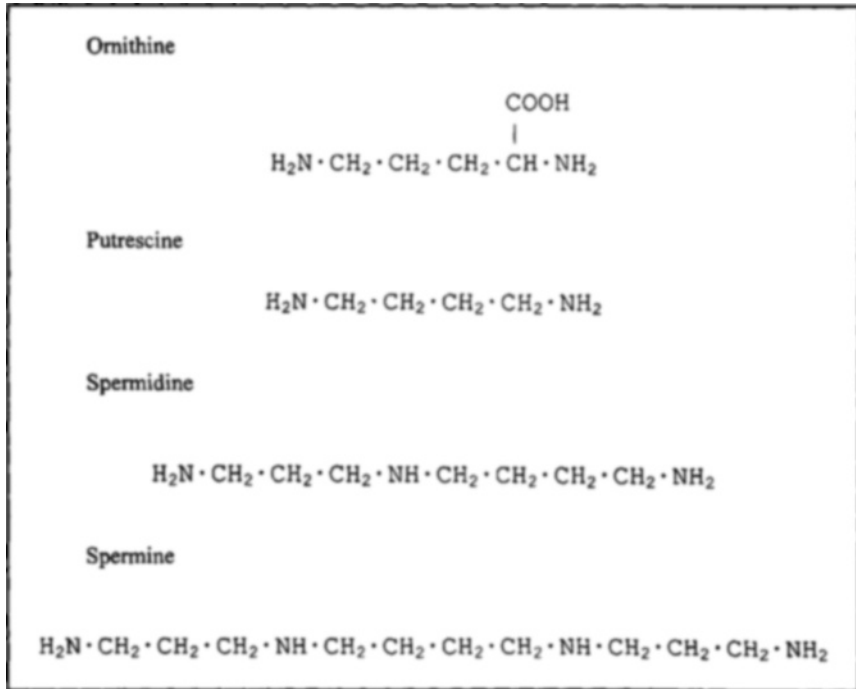 Ornithine
COOH
|
H₂N·CH₂·CH₂·CH₂·CH·NH₂
Putrescine
H₂N·CH₂·CH₂·CH₂·CH₂·NH₂
Spermidine
H₂N·CH₂·CH₂·CH₂·NH·CH₂·CH₂·CH₂·CH₂·NH₂
Spermine
H₂N·CH₂·CH₂·CH₂·NH·CH₂·CH₂·CH₂·CH₂·NH·CH₂·CH₂·CH₂·NH₂